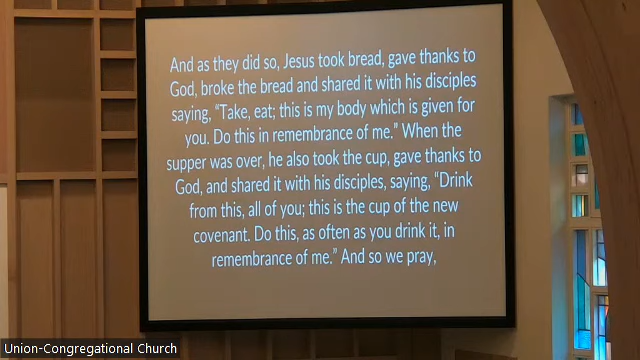 And as they did so, Jesus took bread, gave thanks to
God, broke the bread and shared it with his disciples
saying, “Take, eat; this is my body which is given for
you. Do this in remembrance of me.” When the
supper was over, he also took the cup, gave thanks to
God, and shared it with his disciples, saying, “Drink
from this, all of you; this is the cup of the new
covenant. Do this, as often as you drink it, in
remembrance of me.” And so we pray,
Union-Congregational Church